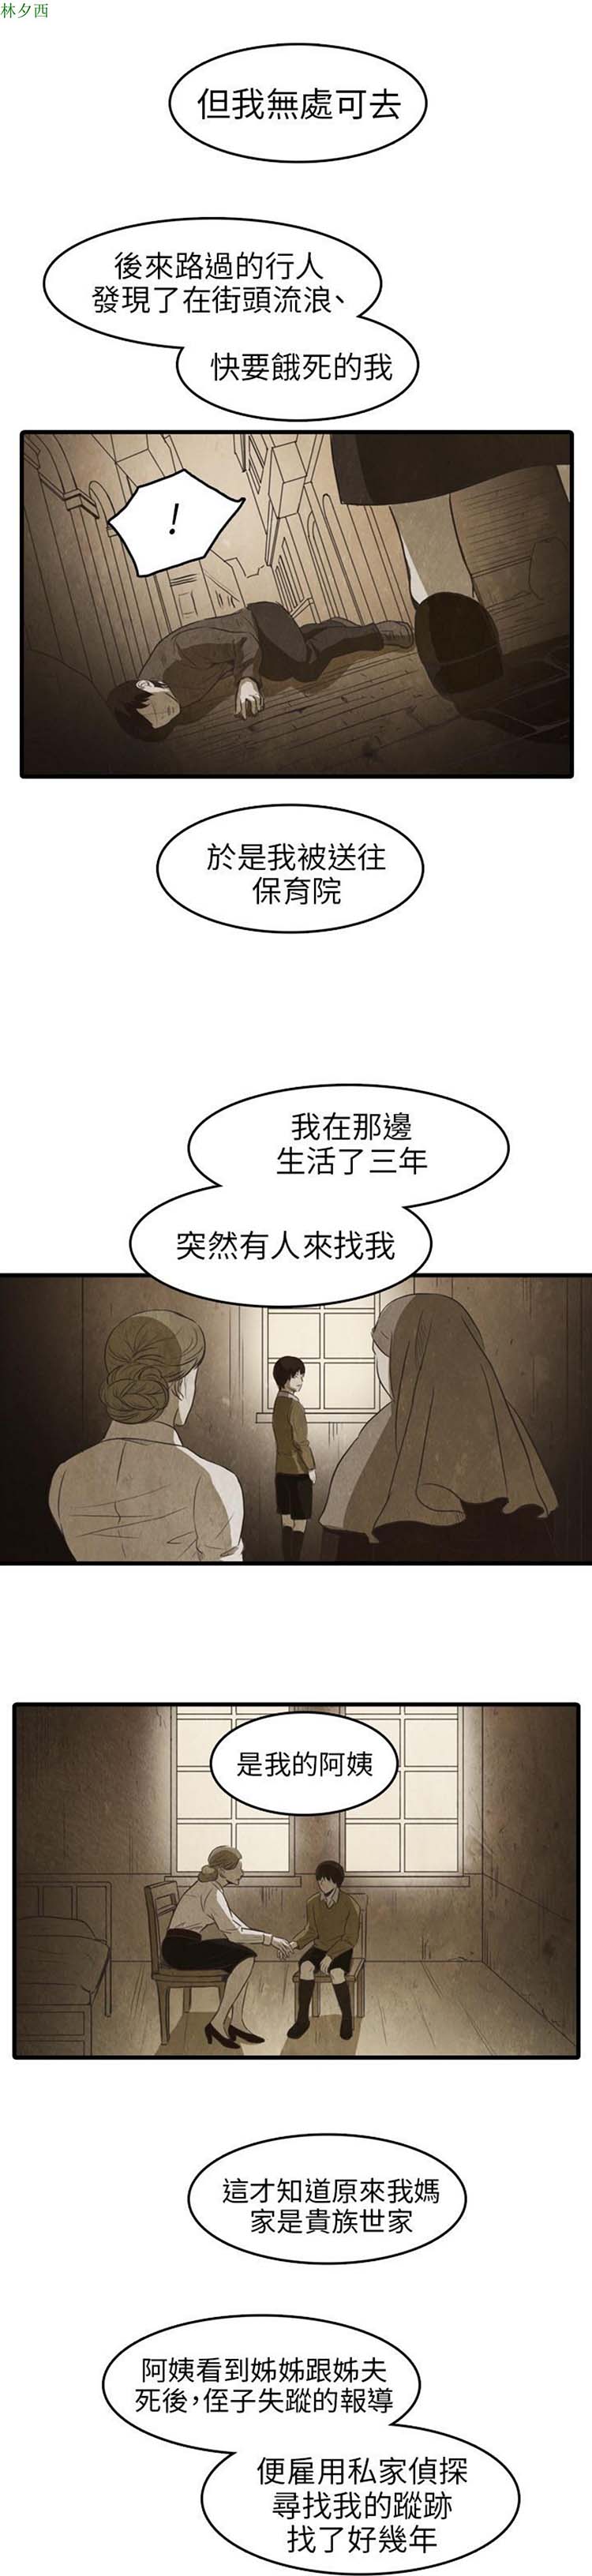 林夕西
但我無處可去
後來路過的行人
發現了在街頭流浪、
快要餓死的我
!
於是我被送往
保育院
我在那邊
生活了三年
突然有人來找我
是我的阿姨
這才知道原來我媽
家是貴族世家
阿姨看到姊姊跟姊夫
死後,侄子失蹤的報導
便雇用私家偵探
尋找我的蹤跡
找了好幾年